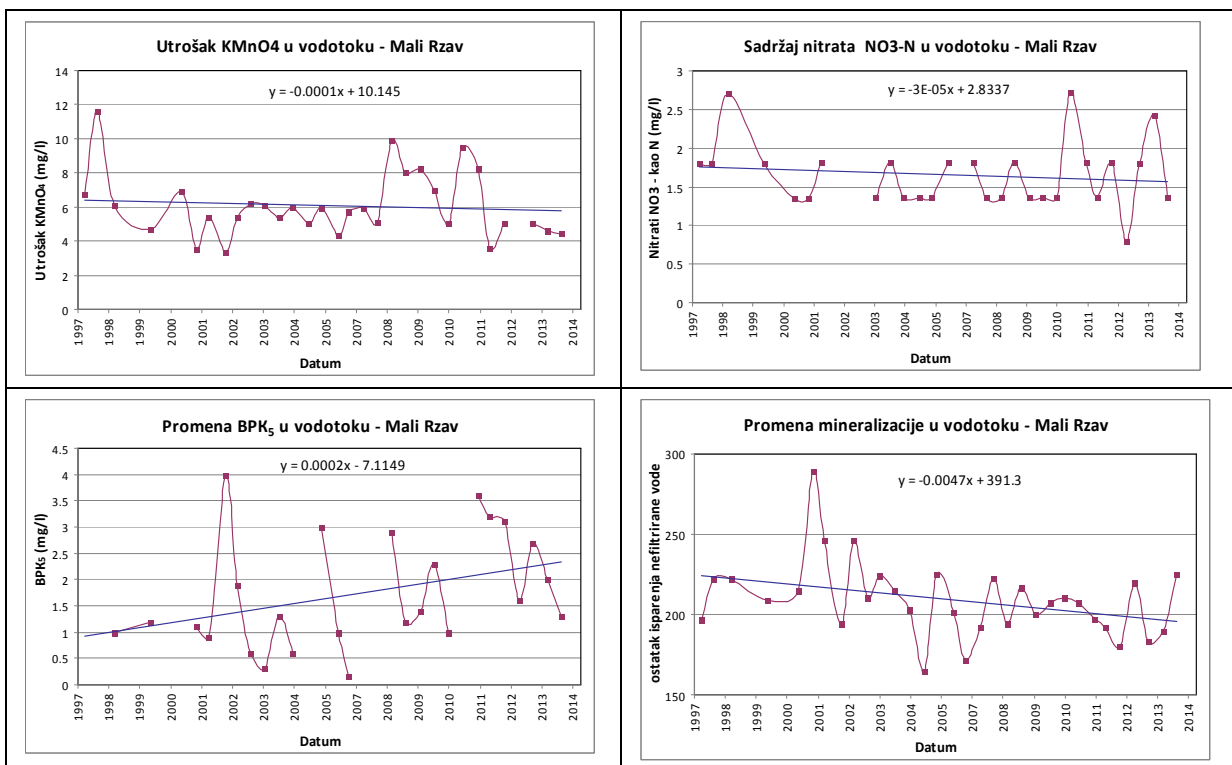 Utrošak KMnO4 u vodotoku - Mali Rzav
y = -0.0001x + 10.145
Utrošak KMnO₄ (mg/l)
14
12
10
8
6
4
2
0
1997 1998 1999 2000 2001 2002 2003 2004 2005 2006 2007 2008 2009 2010 2011 2012 2013 2014
Datum
Sadržaj nitrata NO3-N u vodotoku - Mali Rzav
y = -3E-05x + 2.8337
Nitrati NO3 - kao N (mg/l)
3
2.5
2
1.5
1
0.5
0
1997 1998 1999 2000 2001 2002 2003 2004 2005 2006 2007 2008 2009 2010 2011 2012 2013 2014
Datum
Promena BPK₅ u vodotoku - Mali Rzav
y = 0.0002x - 7.1149
BPK₅ (mg/l)
4.5
4
3.5
3
2.5
2
1.5
1
0.5
0
1997 1998 1999 2000 2001 2002 2003 2004 2005 2006 2007 2008 2009 2010 2011 2012 2013 2014
Datum
Promena mineralizacije u vodotoku - Mali Rzav
y = -0.0047x + 391.3
ostatak isparenja nefiltrirane vode
300
250
200
150
1997 1998 1999 2000 2001 2002 2003 2004 2005 2006 2007 2008 2009 2010 2011 2012 2013 2014
Datum